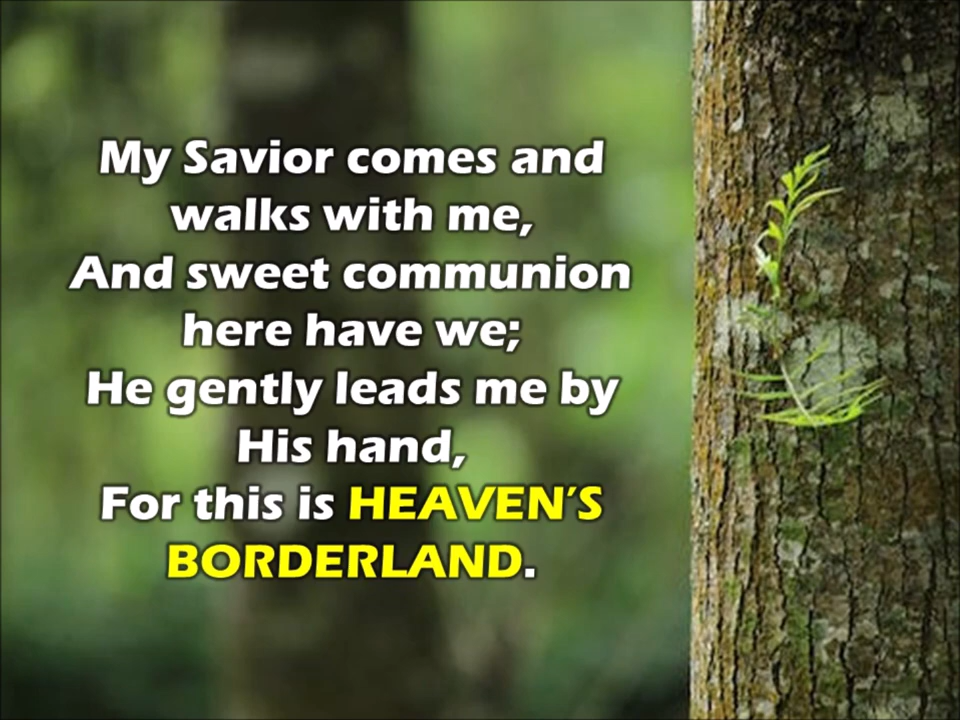 My Savior comes and
walks with me,
And sweet communion
here have we;
He gently leads me by
His hand,
For this is HEAVEN’S
BORDERLAND.